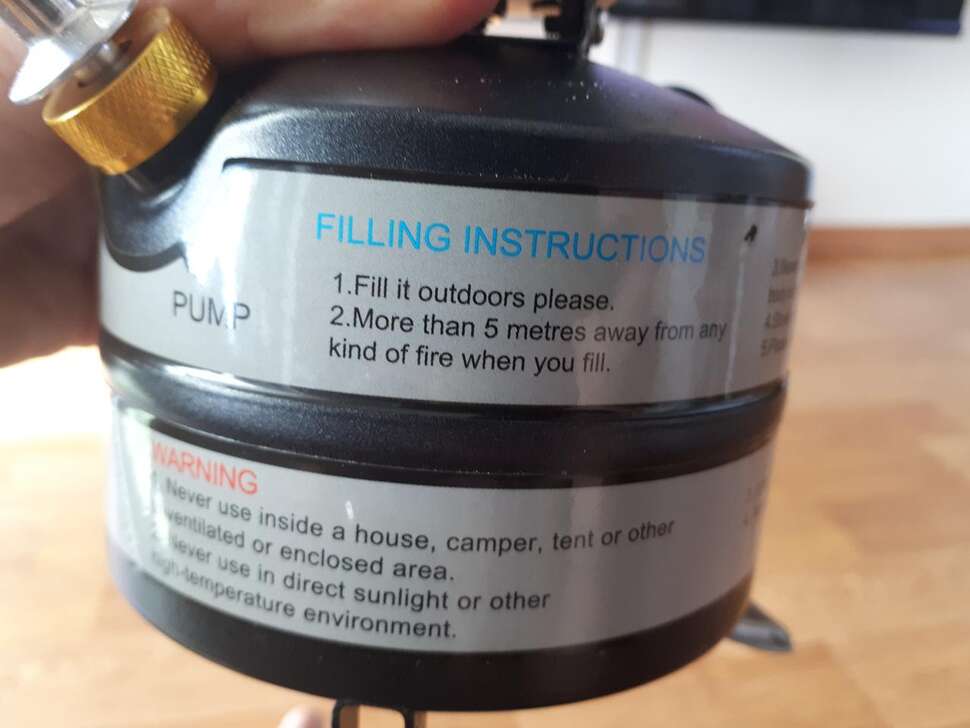 FILLING INSTRUCTIONS
1.Fill it outdoors please.
2.More than 5 metres away from any
kind of fire when you fill.
PUMP
WARNING
Never use inside a house, camper, tent or other
ventilated or enclosed area.
Never use in direct sunlight or other
high-temperature environment.